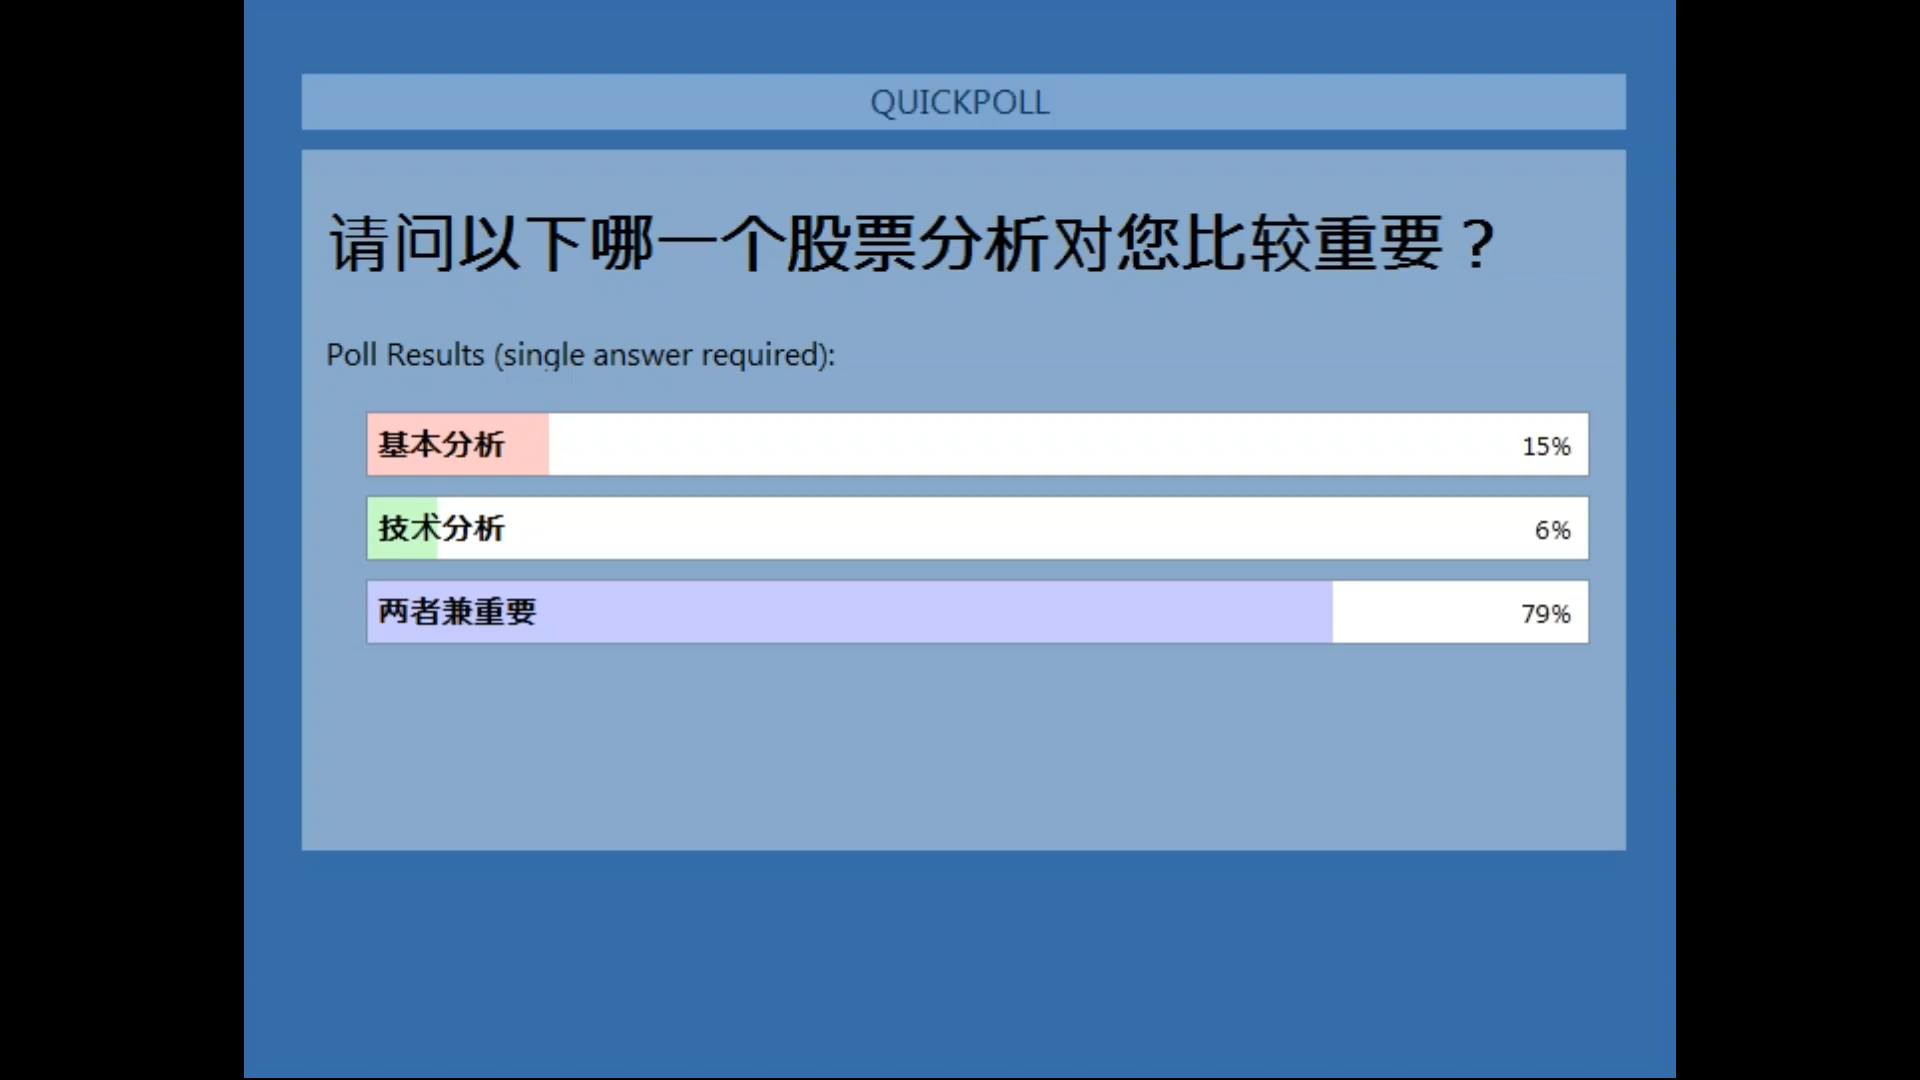 QUICKPOLL
请问以下哪一个股票分析对您比较重要？
Poll Results (single answer required):
基本分析 15%
技术分析 6%
两者兼重要 79%